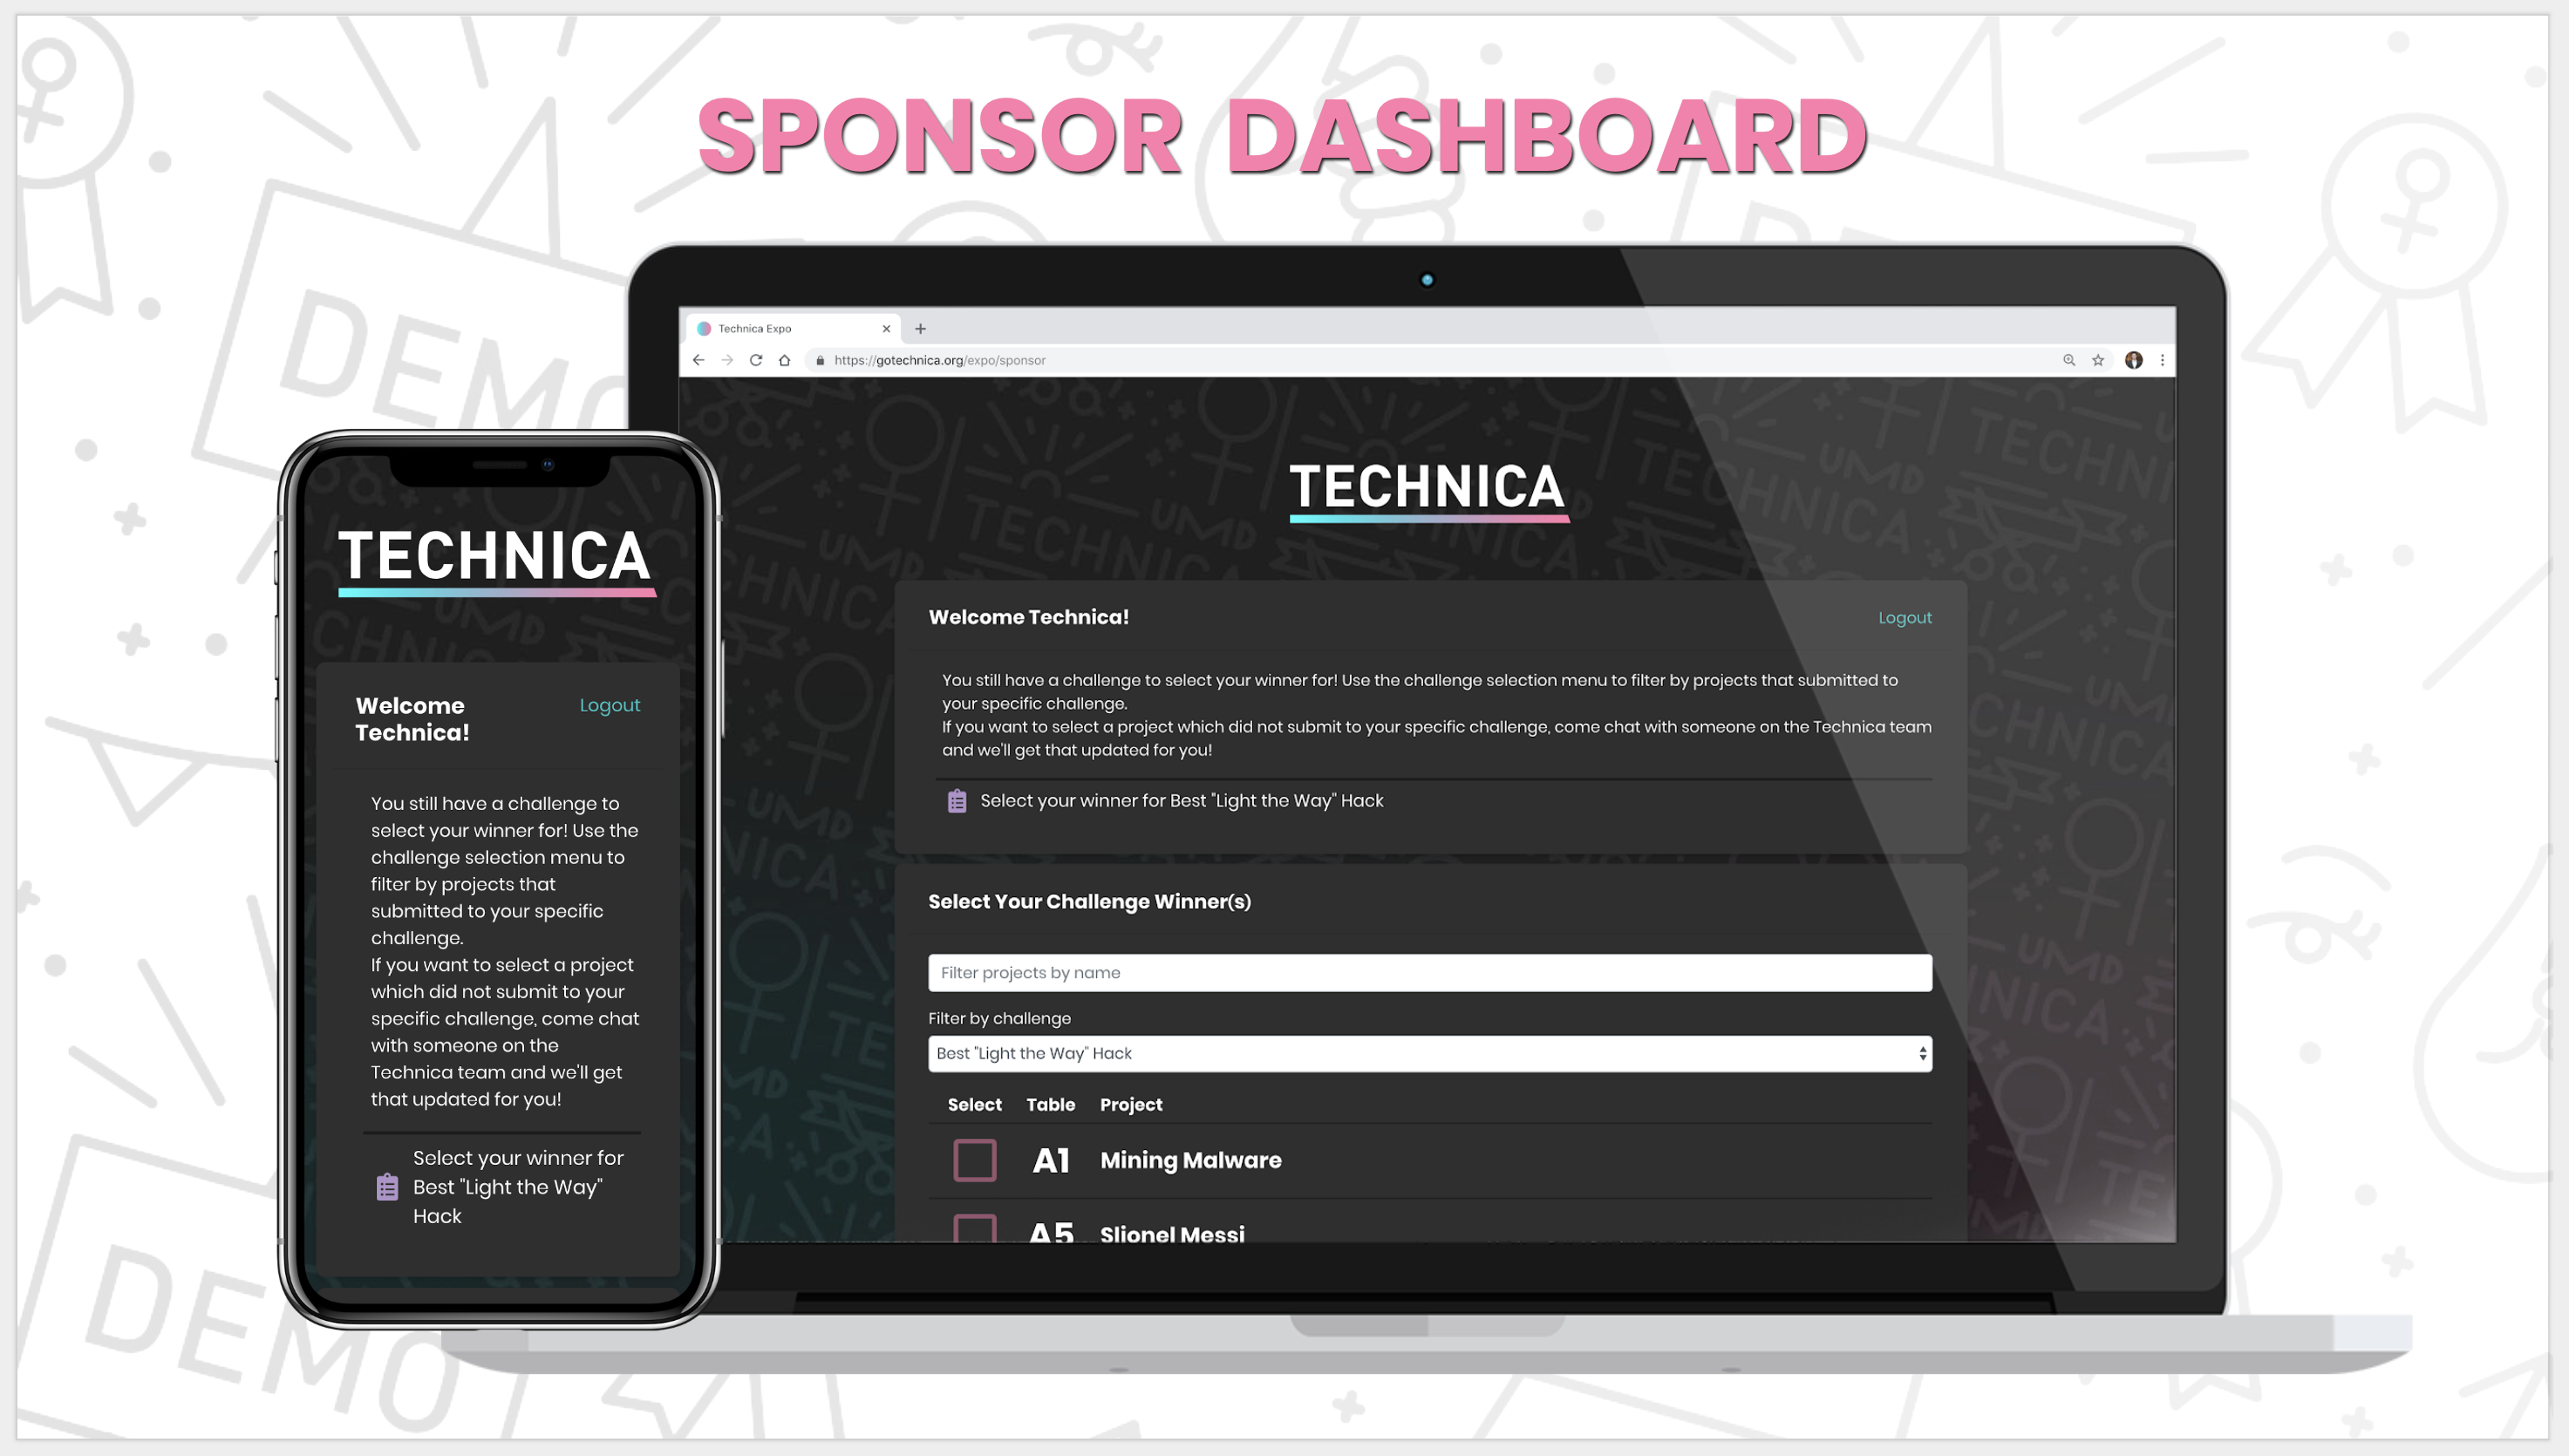 SPONSOR DASHBOARD
DEMO
Technica Expo
https://gotechnica.org/expo/sponsor
TECHNICA
Welcome Technica!
Logout
You still have a challenge to select your winner for! Use the challenge selection menu to filter by projects that submitted to
your specific challenge.
If you want to select a project which did not submit to your specific challenge, come chat with someone on the Technica team
and we'll get that updated for you!
Select your winner for Best "Light the Way" Hack
Select Your Challenge Winner(s)
Filter projects by name
Filter by challenge
Best "Light the Way" Hack
Select Table Project
A1 Mining Malware
A5 Slionel Messi
TECHNICA
Welcome
Technica!
Logout
You still have a challenge to
select your winner for! Use the
challenge selection menu to
filter by projects that
submitted to your specific
challenge.
If you want to select a project
which did not submit to your
specific challenge, come chat
with someone on the
Technica team and we'll get
that updated for you!
Select your winner for
Best "Light the Way"
Hack
DEMO